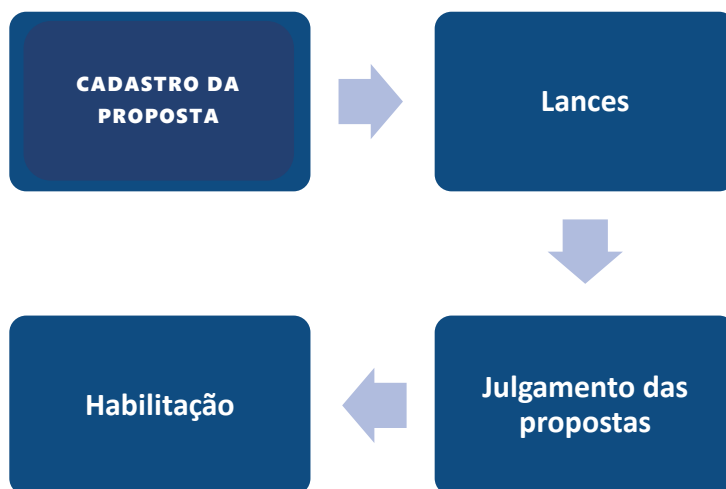 CADASTRO DA
PROPOSTA
Lances
Julgamento das
propostas
Habilitação